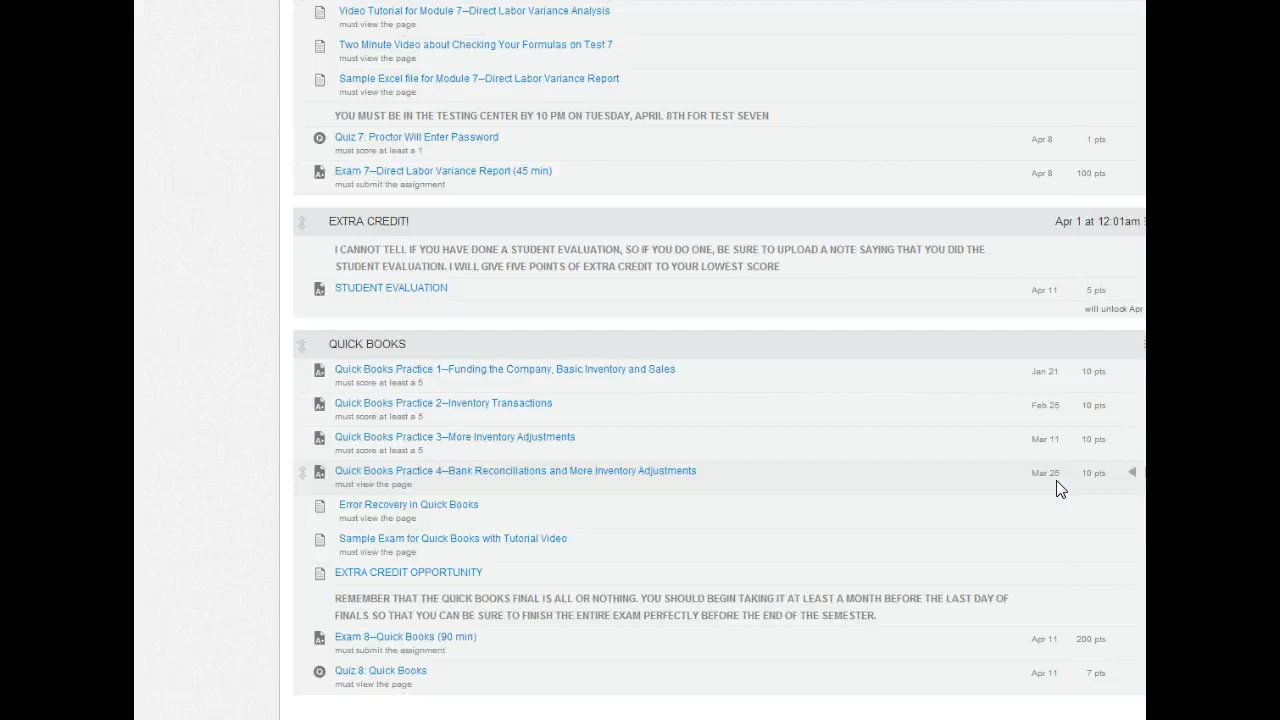 Video Tutorial for Module 7--Direct Labor Variance Analysis
must view the page
Two Minute Video about Checking Your Formulas on Test 7
must view the page
Sample Excel file for Module 7--Direct Labor Variance Report
must view the page
YOU MUST BE IN THE TESTING CENTER BY 10 PM ON TUESDAY, APRIL 8TH FOR TEST SEVEN
Quiz 7: Proctor Will Enter Password Apr 8 1 pts
must score at least a 1
Exam 7--Direct Labor Variance Report (45 min) Apr 8 100 pts
must submit the assignment
EXTRA CREDIT! Apr 1 at 12:01am
I CANNOT TELL IF YOU HAVE DONE A STUDENT EVALUATION, SO IF YOU DO ONE, BE SURE TO UPLOAD A NOTE SAYING THAT YOU DID THE
STUDENT EVALUATION. I WILL GIVE FIVE POINTS OF EXTRA CREDIT TO YOUR LOWEST SCORE
STUDENT EVALUATION Apr 11 5 pts
will unlock Apr
QUICK BOOKS
Quick Books Practice 1--Funding the Company, Basic Inventory and Sales Jan 21 10 pts
must score at least a 5
Quick Books Practice 2--Inventory Transactions Feb 25 10 pts
must score at least a 5
Quick Books Practice 3--More Inventory Adjustments Mar 11 10 pts
must score at least a 5
Quick Books Practice 4--Bank Reconciliations and More Inventory Adjustments Mar 25 10 pts
must view the page
Error Recovery in Quick Books
must view the page
Sample Exam for Quick Books with Tutorial Video
must view the page
EXTRA CREDIT OPPORTUNITY
REMEMBER THAT THE QUICK BOOKS FINAL IS ALL OR NOTHING. YOU SHOULD BEGIN TAKING IT AT LEAST A MONTH BEFORE THE LAST DAY OF
FINALS SO THAT YOU CAN BE SURE TO FINISH THE ENTIRE EXAM PERFECTLY BEFORE THE END OF THE SEMESTER.
Exam 8--Quick Books (90 min) Apr 11 200 pts
must submit the assignment
Quiz 8: Quick Books Apr 11 7 pts
must view the page